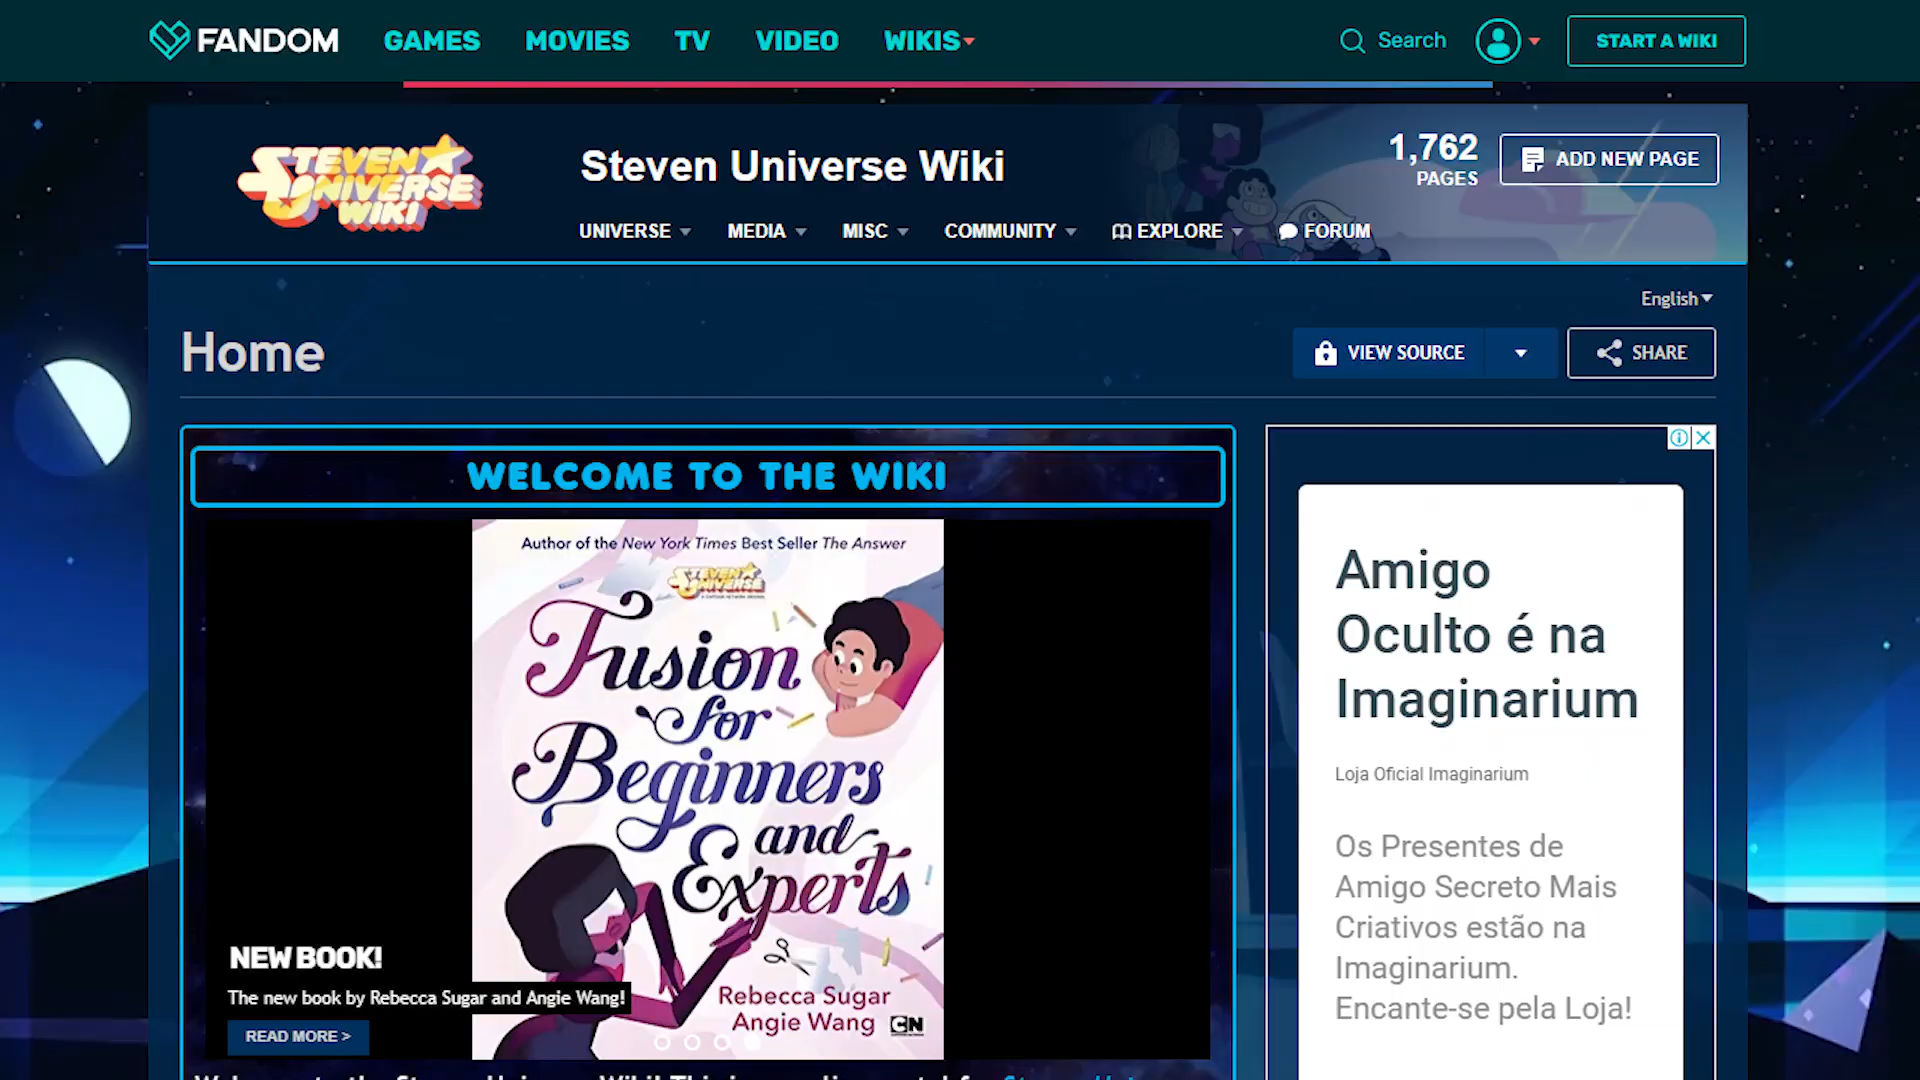 FANDOM GAMES MOVIES TV VIDEO WIKIS Search START A WIKI
STEVEN UNIVERSE WIKI
Steven Universe Wiki
1,762
PAGES
ADD NEW PAGE
UNIVERSE MEDIA MISC COMMUNITY EXPLORE FORUM
English
Home
VIEW SOURCE
SHARE
WELCOME TO THE WIKI
Author of the New York Times Best Seller The Answer
STEVEN UNIVERSE
Fusion
for
Beginners
and
Experts
Rebecca Sugar
Angie Wang
CN
NEW BOOK!
The new book by Rebecca Sugar and Angie Wang!
READ MORE >
Amigo
Oculto é na
Imaginarium
Loja Oficial Imaginarium
Os Presentes de
Amigo Secreto Mais
Criativos estão na
Imaginarium.
Encante-se pela Loja!